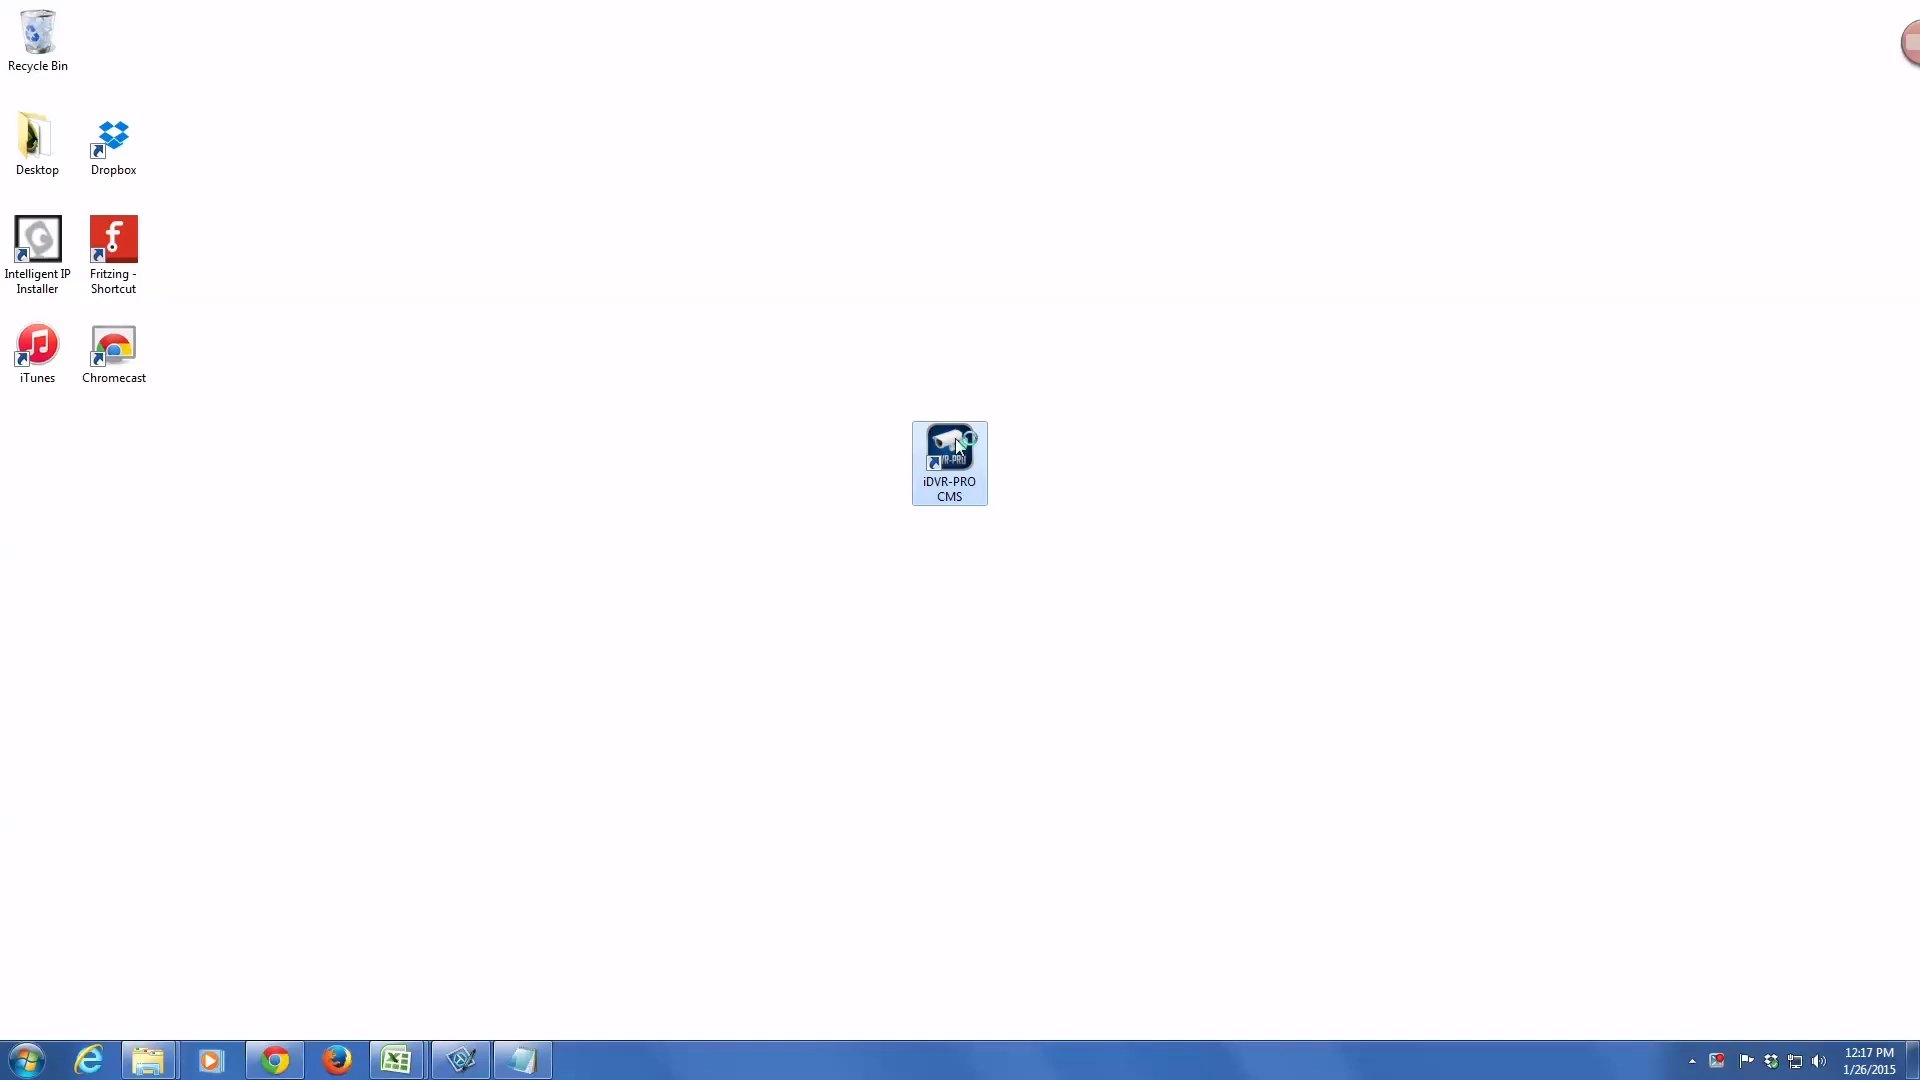 Recycle Bin
Desktop
Dropbox
Intelligent IP
Installer
Fritzing -
Shortcut
iTunes
Chromecast
iDVR-PRO
CMS
12:17 PM
1/26/2015